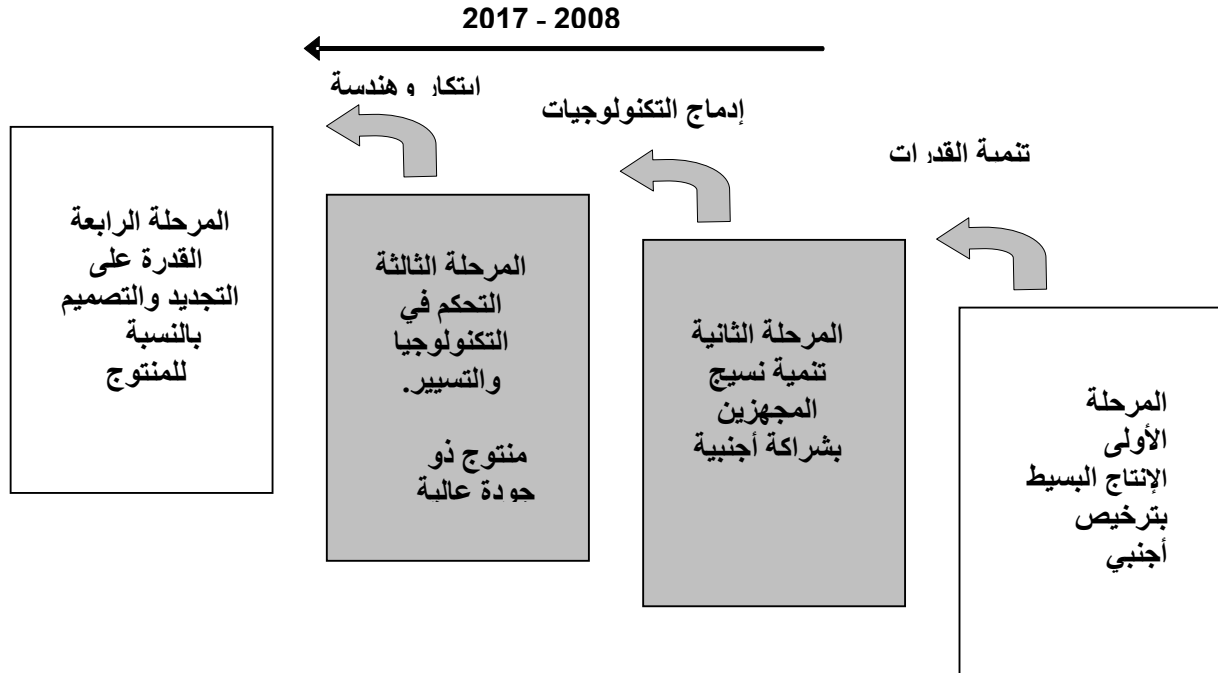 2017 - 2008
ابتكار وهندسة
إدماج التكنولوجيات
تنمية القدرات
المرحلة
الأولى
الإنتاج البسيط
بترخيص
أجنبي
المرحلة الثانية
تنمية نسيج
المجهزين
بشراكة أجنبية
المرحلة الثالثة
التحكم في
التكنولوجيا
والتسيير.
منتوج ذو
جودة عالية
المرحلة الرابعة
القدرة على
التجديد والتصميم
بالنسبة
للمنتوج